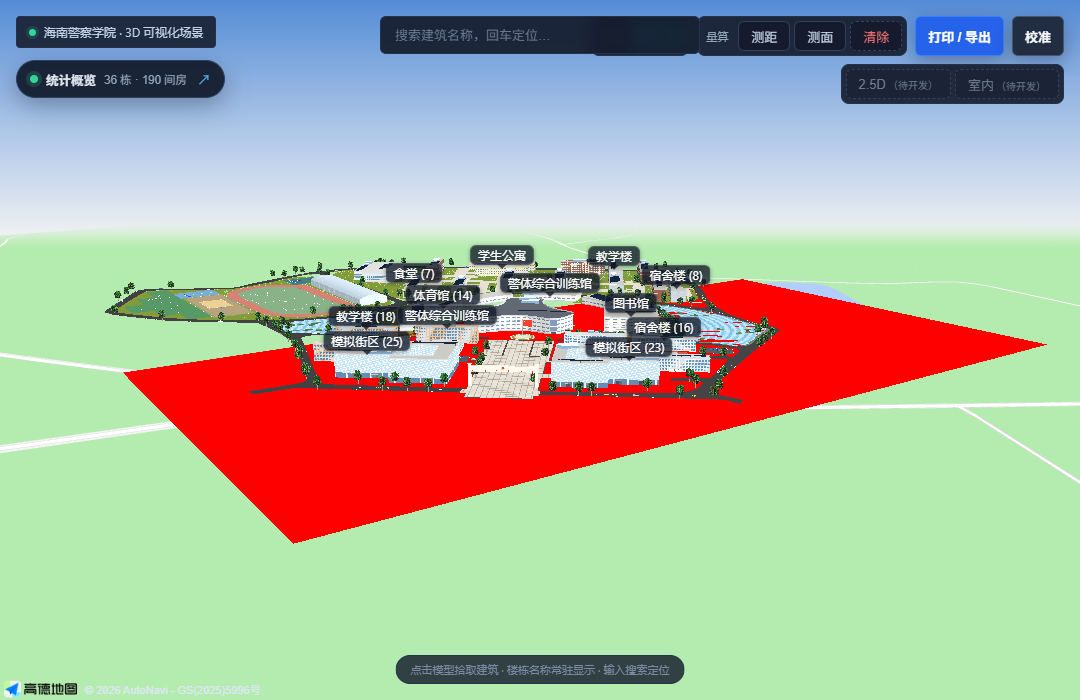 海南警察学院 · 3D 可视化场景
搜索建筑名称，回车定位…
量算 测距 测面 清除
打印 / 导出
校准
统计概览 36 栋 · 190 间房 ↗
2.5D （待开发） 室内 （待开发）
学生公寓
教学楼
食堂 (7)
宿舍楼 (8)
警体综合训练馆
体育馆 (14)
图书馆
教学楼 (18)
警体综合训练馆
宿舍楼 (16)
模拟街区 (25)
模拟街区 (23)
点击模型拾取建筑 · 楼栋名称常驻显示 · 输入搜索定位
高德地图 © 2026 AutoNavi - GS(2025)5996号